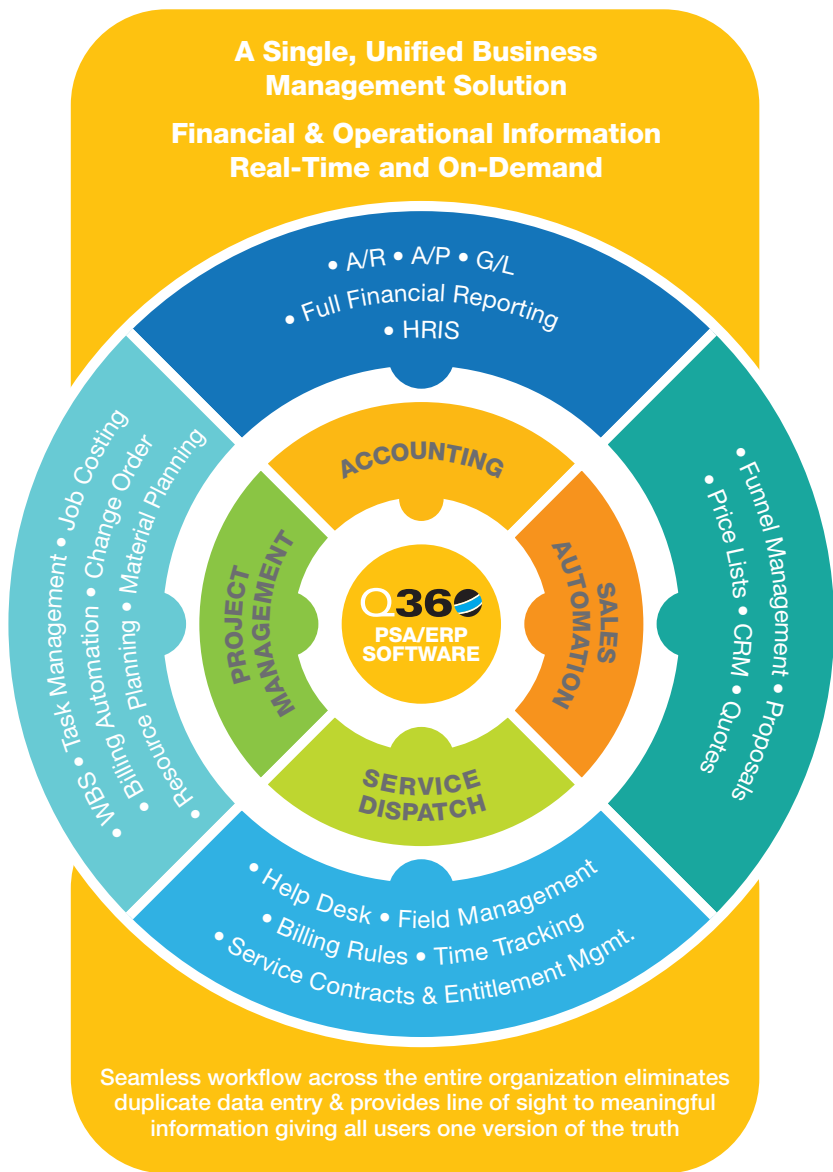 A Single, Unified Business
Management Solution
Financial & Operational Information
Real-Time and On-Demand
• A/R • A/P • G/L
• Full Financial Reporting
• HRIS
ACCOUNTING
• WBS • Task Management • Job Costing
• Billing Automation • Change Order
• Resource Planning • Material Planning
PROJECT
MANAGEMENT
Q360
PSA/ERP
SOFTWARE
SALES
AUTOMATION
• Funnel Management • Proposals
• Price Lists • CRM • Quotes
SERVICE
DISPATCH
• Help Desk • Field Management
• Billing Rules • Time Tracking
• Service Contracts & Entitlement Mgmt.
Seamless workflow across the entire organization eliminates
duplicate data entry & provides line of sight to meaningful
information giving all users one version of the truth